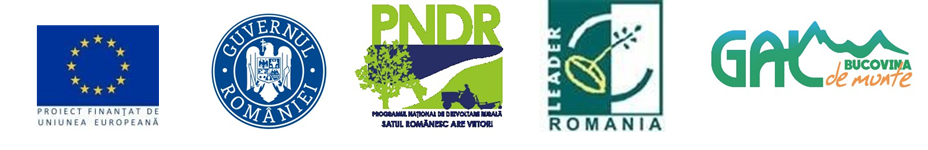 PROIECT FINANȚAT DE
UNIUNEA EUROPEANĂ
GUVERNUL
ROMÂNIEI
PNDR
PROGRAMUL NAȚIONAL DE DEZVOLTARE RURALĂ
SATUL ROMÂNESC ARE VIITOR!
LEADER
ROMANIA
GAL
BUCOVINA
de munte